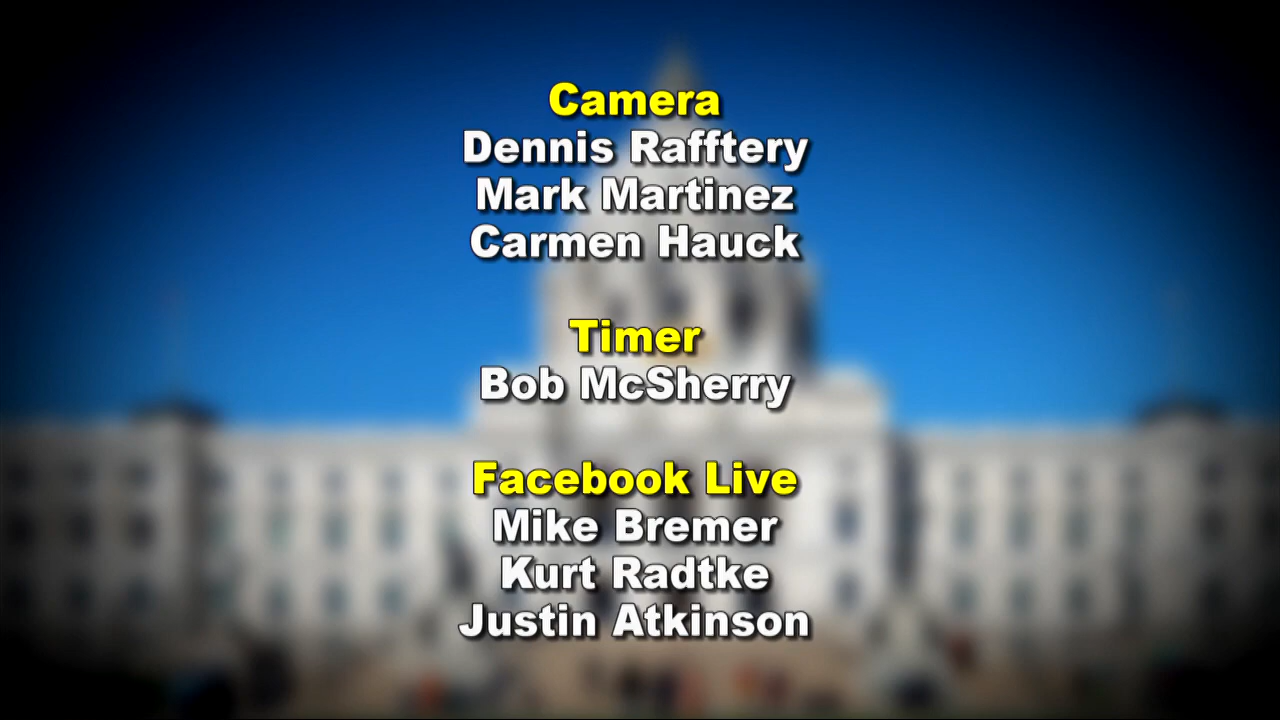 Camera
Dennis Rafftery
Mark Martinez
Carmen Hauck
Timer
Bob McSherry
Facebook Live
Mike Bremer
Kurt Radtke
Justin Atkinson